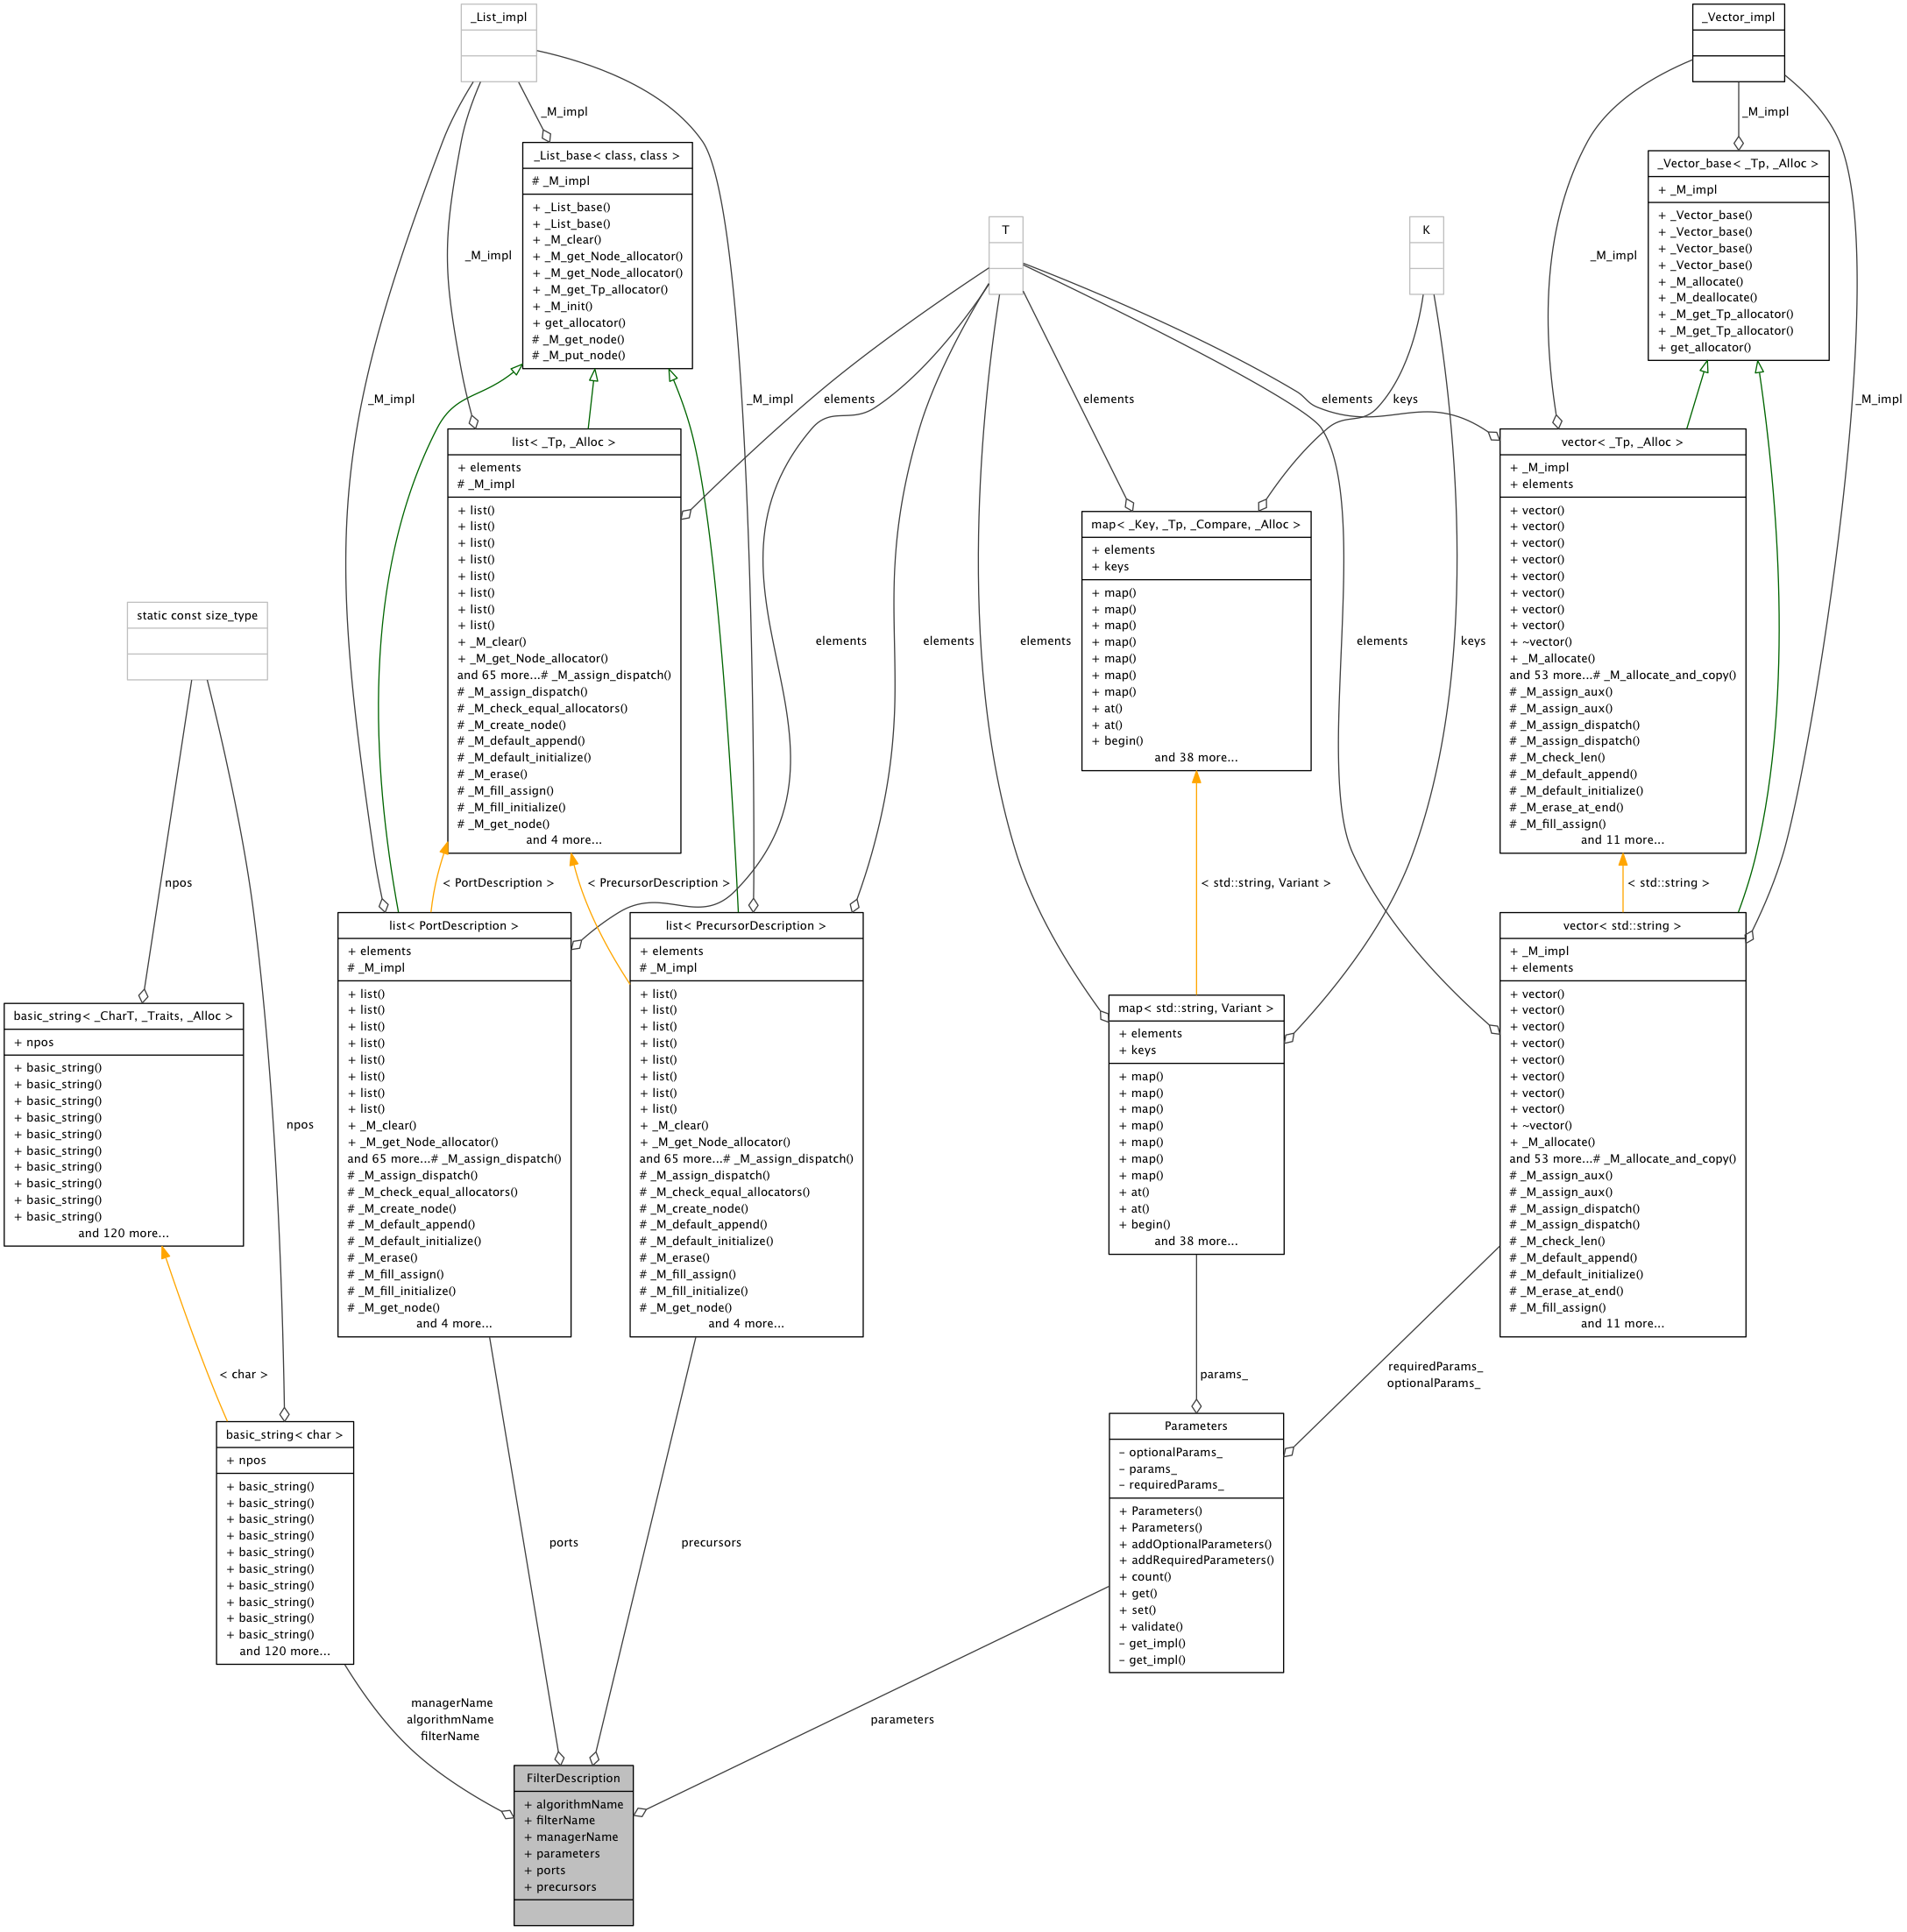 _List_impl
_Vector_impl
_M_impl
_M_impl
_List_base< class, class >
# _M_impl
+ _List_base()
+ _List_base()
+ _M_clear()
+ _M_get_Node_allocator()
+ _M_get_Node_allocator()
+ _M_get_Tp_allocator()
+ _M_init()
+ get_allocator()
# _M_get_node()
# _M_put_node()
_Vector_base< _Tp, _Alloc >
+ _M_impl
+ _Vector_base()
+ _Vector_base()
+ _Vector_base()
+ _Vector_base()
+ _M_allocate()
+ _M_deallocate()
+ _M_get_Tp_allocator()
+ _M_get_Tp_allocator()
+ get_allocator()
T
K
_M_impl
_M_impl
_M_impl
_M_impl
elements
elements
keys
elements
_M_impl
list< _Tp, _Alloc >
+ elements
# _M_impl
+ list()
+ list()
+ list()
+ list()
+ list()
+ list()
+ list()
+ list()
+ _M_clear()
+ _M_get_Node_allocator()
and 65 more...# _M_assign_dispatch()
# _M_assign_dispatch()
# _M_check_equal_allocators()
# _M_create_node()
# _M_default_append()
# _M_default_initialize()
# _M_erase()
# _M_fill_assign()
# _M_fill_initialize()
# _M_get_node()
and 4 more...
map< _Key, _Tp, _Compare, _Alloc >
+ elements
+ keys
+ map()
+ map()
+ map()
+ map()
+ map()
+ map()
+ map()
+ at()
+ at()
+ begin()
and 38 more...
vector< _Tp, _Alloc >
+ _M_impl
+ elements
+ vector()
+ vector()
+ vector()
+ vector()
+ vector()
+ vector()
+ vector()
+ vector()
+ ~vector()
+ _M_allocate()
and 53 more...# _M_allocate_and_copy()
# _M_assign_aux()
# _M_assign_aux()
# _M_assign_dispatch()
# _M_assign_dispatch()
# _M_check_len()
# _M_default_append()
# _M_default_initialize()
# _M_erase_at_end()
# _M_fill_assign()
and 11 more...
static const size_type
elements
elements
elements
elements
keys
npos
< PortDescription >
< PrecursorDescription >
< std::string, Variant >
< std::string >
list< PortDescription >
+ elements
# _M_impl
+ list()
+ list()
+ list()
+ list()
+ list()
+ list()
+ list()
+ list()
+ _M_clear()
+ _M_get_Node_allocator()
and 65 more...# _M_assign_dispatch()
# _M_assign_dispatch()
# _M_check_equal_allocators()
# _M_create_node()
# _M_default_append()
# _M_default_initialize()
# _M_erase()
# _M_fill_assign()
# _M_fill_initialize()
# _M_get_node()
and 4 more...
list< PrecursorDescription >
+ elements
# _M_impl
+ list()
+ list()
+ list()
+ list()
+ list()
+ list()
+ list()
+ list()
+ _M_clear()
+ _M_get_Node_allocator()
and 65 more...# _M_assign_dispatch()
# _M_assign_dispatch()
# _M_check_equal_allocators()
# _M_create_node()
# _M_default_append()
# _M_default_initialize()
# _M_erase()
# _M_fill_assign()
# _M_fill_initialize()
# _M_get_node()
and 4 more...
map< std::string, Variant >
+ elements
+ keys
+ map()
+ map()
+ map()
+ map()
+ map()
+ map()
+ map()
+ at()
+ at()
+ begin()
and 38 more...
vector< std::string >
+ _M_impl
+ elements
+ vector()
+ vector()
+ vector()
+ vector()
+ vector()
+ vector()
+ vector()
+ vector()
+ ~vector()
+ _M_allocate()
and 53 more...# _M_allocate_and_copy()
# _M_assign_aux()
# _M_assign_aux()
# _M_assign_dispatch()
# _M_assign_dispatch()
# _M_check_len()
# _M_default_append()
# _M_default_initialize()
# _M_erase_at_end()
# _M_fill_assign()
and 11 more...
basic_string< _CharT, _Traits, _Alloc >
+ npos
+ basic_string()
+ basic_string()
+ basic_string()
+ basic_string()
+ basic_string()
+ basic_string()
+ basic_string()
+ basic_string()
+ basic_string()
+ basic_string()
and 120 more...
npos
< char >
params_
requiredParams_
optionalParams_
basic_string< char >
+ npos
+ basic_string()
+ basic_string()
+ basic_string()
+ basic_string()
+ basic_string()
+ basic_string()
+ basic_string()
+ basic_string()
+ basic_string()
+ basic_string()
and 120 more...
Parameters
− optionalParams_
− params_
− requiredParams_
+ Parameters()
+ Parameters()
+ addOptionalParameters()
+ addRequiredParameters()
+ count()
+ get()
+ set()
+ validate()
− get_impl()
− get_impl()
ports
precursors
managerName
algorithmName
filterName
parameters
FilterDescription
+ algorithmName
+ filterName
+ managerName
+ parameters
+ ports
+ precursors